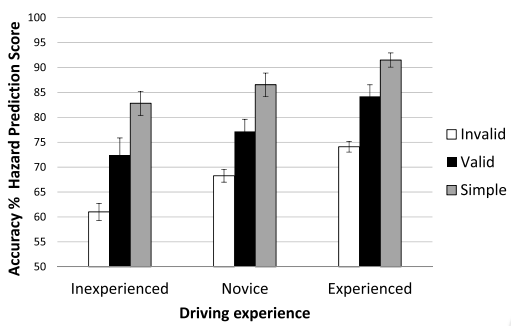 100
95
90
85
80
75
70
65
60
55
50
Accuracy % Hazard Prediction Score
Inexperienced Novice Experienced
Driving experience
Invalid
Valid
Simple